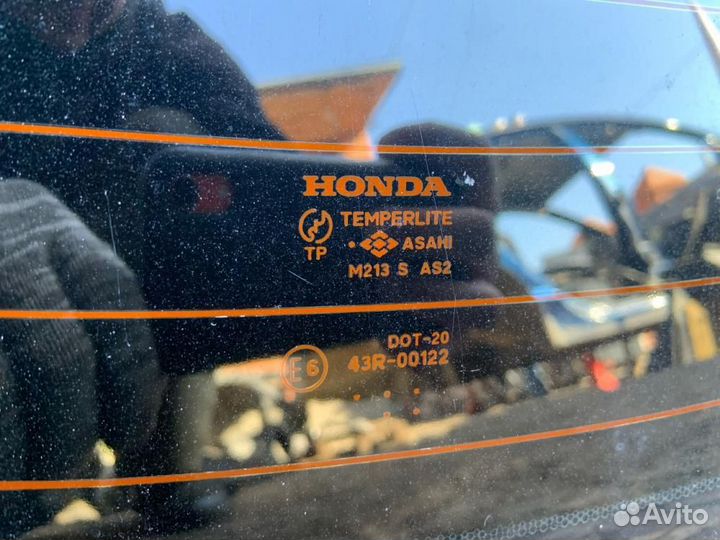 HONDA
TEMPERLITE
TP
ASAHI
M213 S AS2
DOT-20
E6 43R-00122
Avito